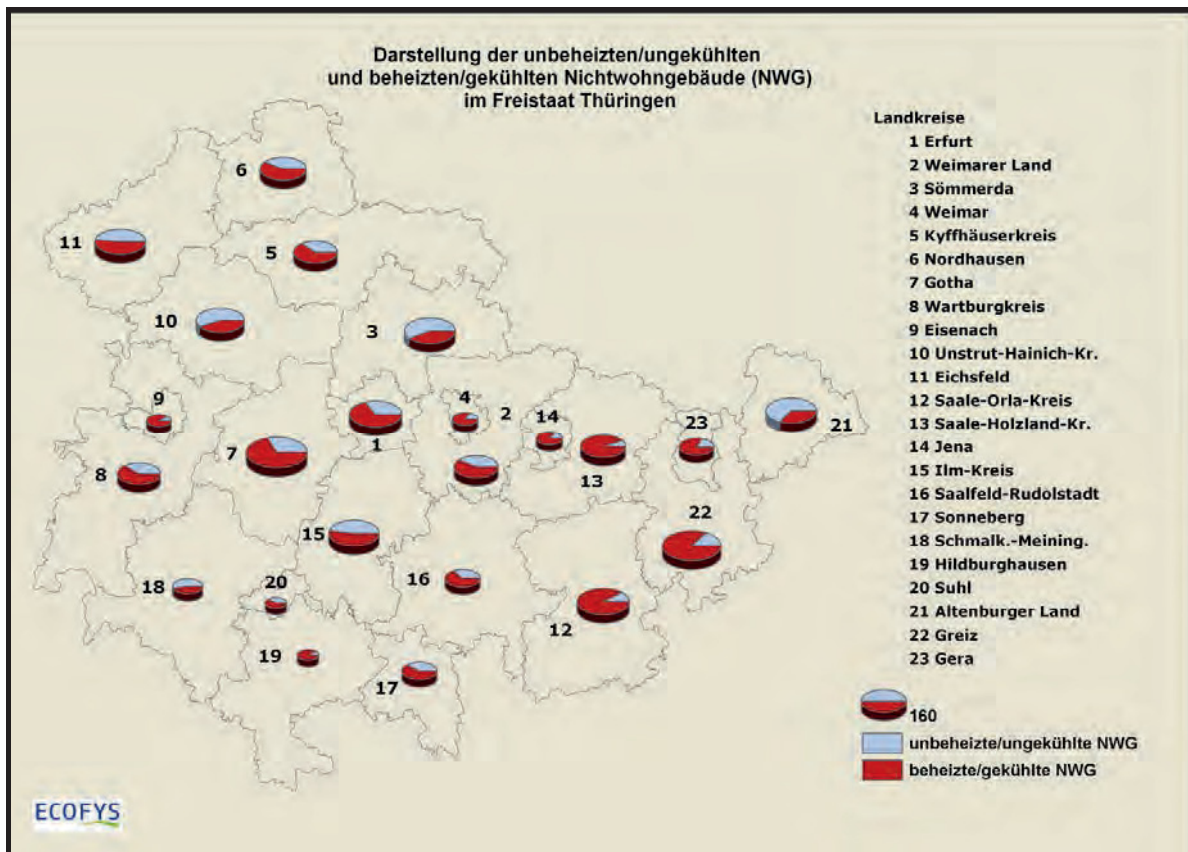 Darstellung der unbeheizten/ungekühlten
und beheizten/gekühlten Nichtwohngebäude (NWG)
im Freistaat Thüringen
Landkreise
1 Erfurt
2 Weimarer Land
3 Sömmerda
4 Weimar
5 Kyffhäuserkreis
6 Nordhausen
7 Gotha
8 Wartburgkreis
9 Eisenach
10 Unstrut-Hainich-Kr.
11 Eichsfeld
12 Saale-Orla-Kreis
13 Saale-Holzland-Kr.
14 Jena
15 Ilm-Kreis
16 Saalfeld-Rudolstadt
17 Sonneberg
18 Schmalk.-Meining.
19 Hildburghausen
20 Suhl
21 Altenburger Land
22 Greiz
23 Gera
160
unbeheizte/ungekühlte NWG
beheizte/gekühlte NWG
6
11
5
10
3
9
4
2
14
23
21
1
7
8
13
22
15
16
18
20
12
19
17
ECOFYS